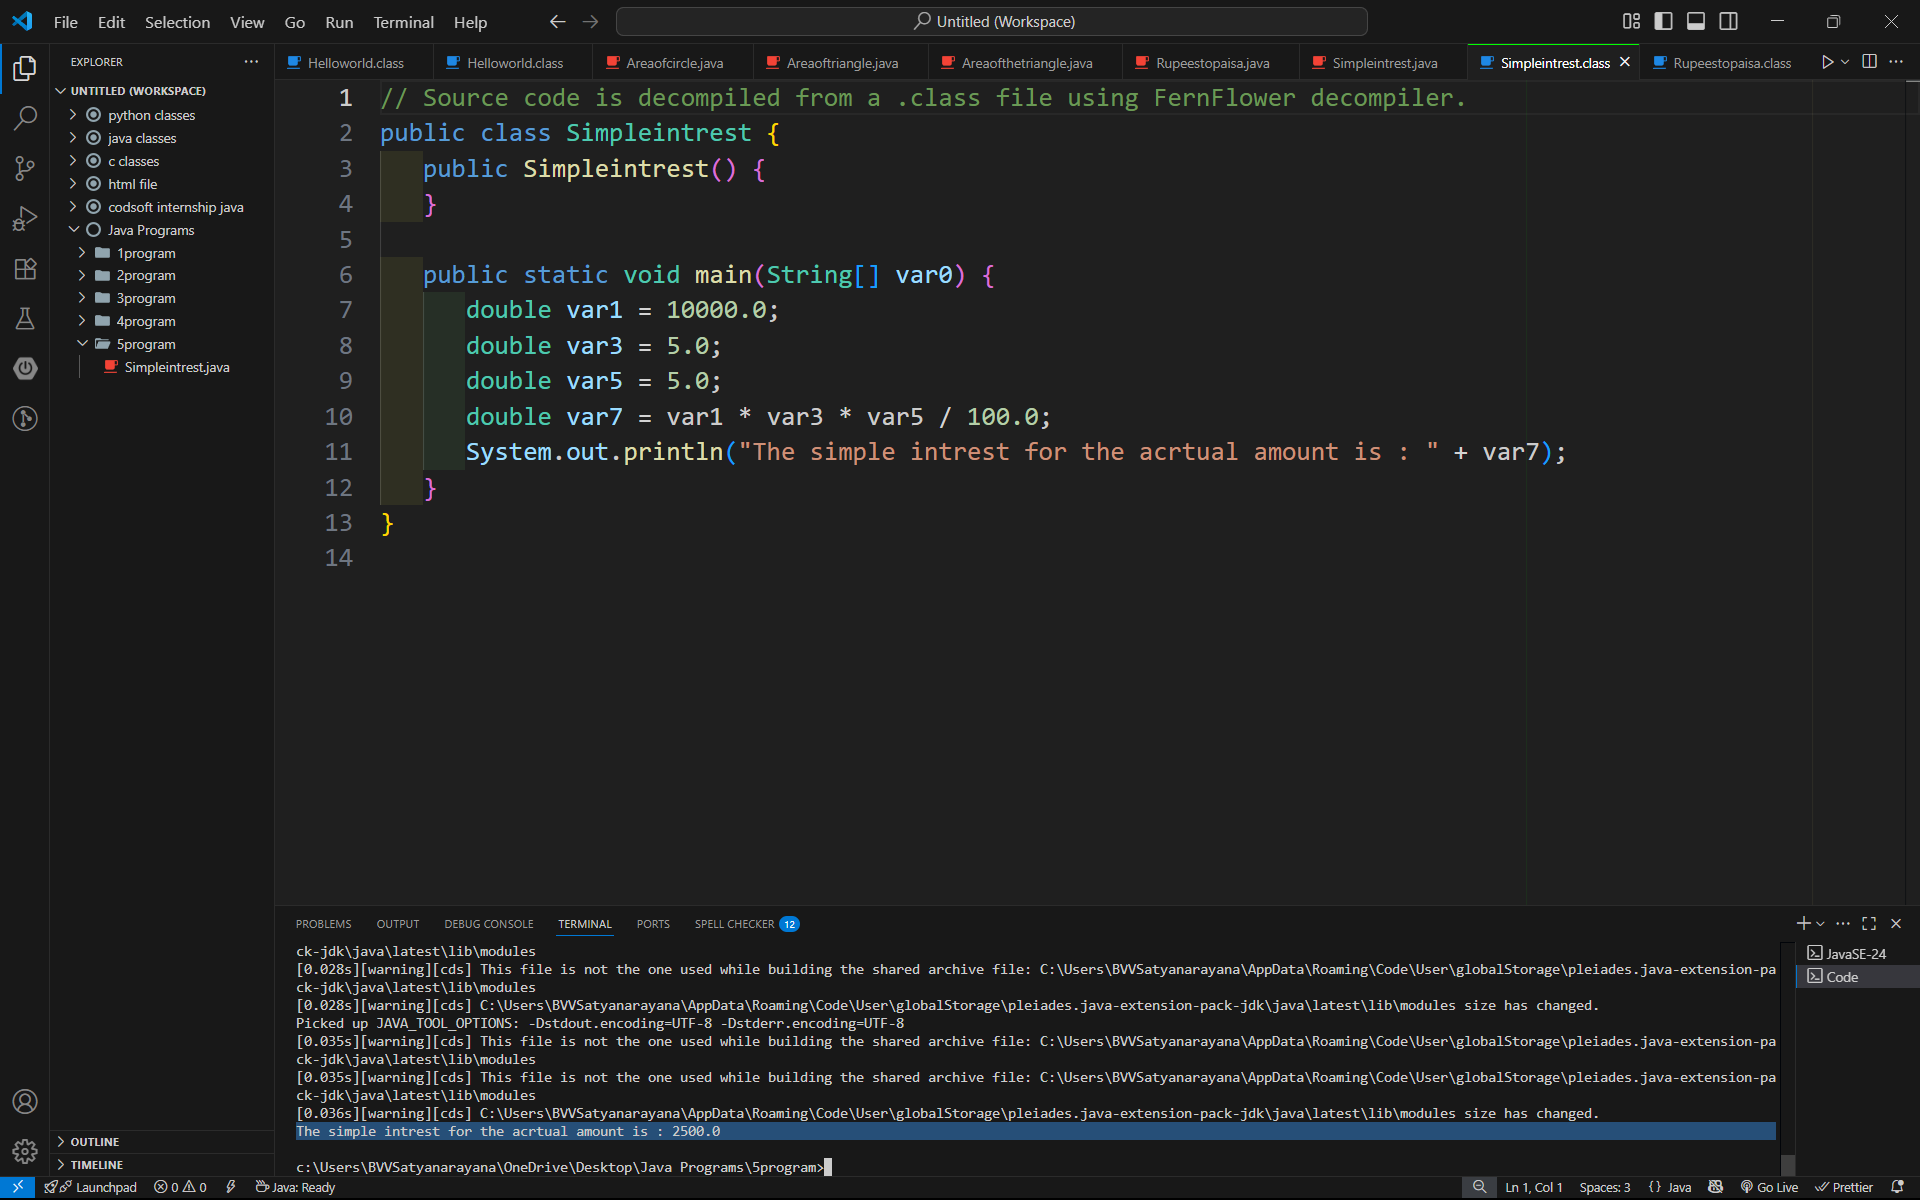 File Edit Selection View Go Run Terminal Help
Untitled (Workspace)
EXPLORER
UNTITLED (WORKSPACE)
python classes
java classes
c classes
html file
codsoft internship java
Java Programs
1program
2program
3program
4program
5program
Simpleintrest.java
OUTLINE
TIMELINE
Helloworld.class Helloworld.class Areaofcircle.java Areaoftriangle.java Areaofthetriangle.java Rupeestopaisa.java Simpleintrest.java Simpleintrest.class Rupeestopaisa.class
1 // Source code is decompiled from a .class file using FernFlower decompiler.
2 public class Simpleintrest {
3 public Simpleintrest() {
4 }
5
6 public static void main(String[] var0) {
7 double var1 = 10000.0;
8 double var3 = 5.0;
9 double var5 = 5.0;
10 double var7 = var1 * var3 * var5 / 100.0;
11 System.out.println("The simple intrest for the acrtual amount is : " + var7);
12 }
13 }
14
PROBLEMS OUTPUT DEBUG CONSOLE TERMINAL PORTS SPELL CHECKER 12
ck-jdk\java\latest\lib\modules
[0.028s][warning][cds] This file is not the one used while building the shared archive file: C:\Users\BVVSatyanarayana\AppData\Roaming\Code\User\globalStorage\pleiades.java-extension-pa
ck-jdk\java\latest\lib\modules
[0.028s][warning][cds] C:\Users\BVVSatyanarayana\AppData\Roaming\Code\User\globalStorage\pleiades.java-extension-pack-jdk\java\latest\lib\modules size has changed.
Picked up JAVA_TOOL_OPTIONS: -Dstdout.encoding=UTF-8 -Dstderr.encoding=UTF-8
[0.035s][warning][cds] This file is not the one used while building the shared archive file: C:\Users\BVVSatyanarayana\AppData\Roaming\Code\User\globalStorage\pleiades.java-extension-pa
ck-jdk\java\latest\lib\modules
[0.035s][warning][cds] This file is not the one used while building the shared archive file: C:\Users\BVVSatyanarayana\AppData\Roaming\Code\User\globalStorage\pleiades.java-extension-pa
ck-jdk\java\latest\lib\modules
[0.036s][warning][cds] C:\Users\BVVSatyanarayana\AppData\Roaming\Code\User\globalStorage\pleiades.java-extension-pack-jdk\java\latest\lib\modules size has changed.
The simple intrest for the acrtual amount is : 2500.0
c:\Users\BVVSatyanarayana\OneDrive\Desktop\Java Programs\5program>
JavaSE-24
Code
Launchpad 0 0 Java: Ready Ln 1, Col 1 Spaces: 3 {} Java Go Live Prettier